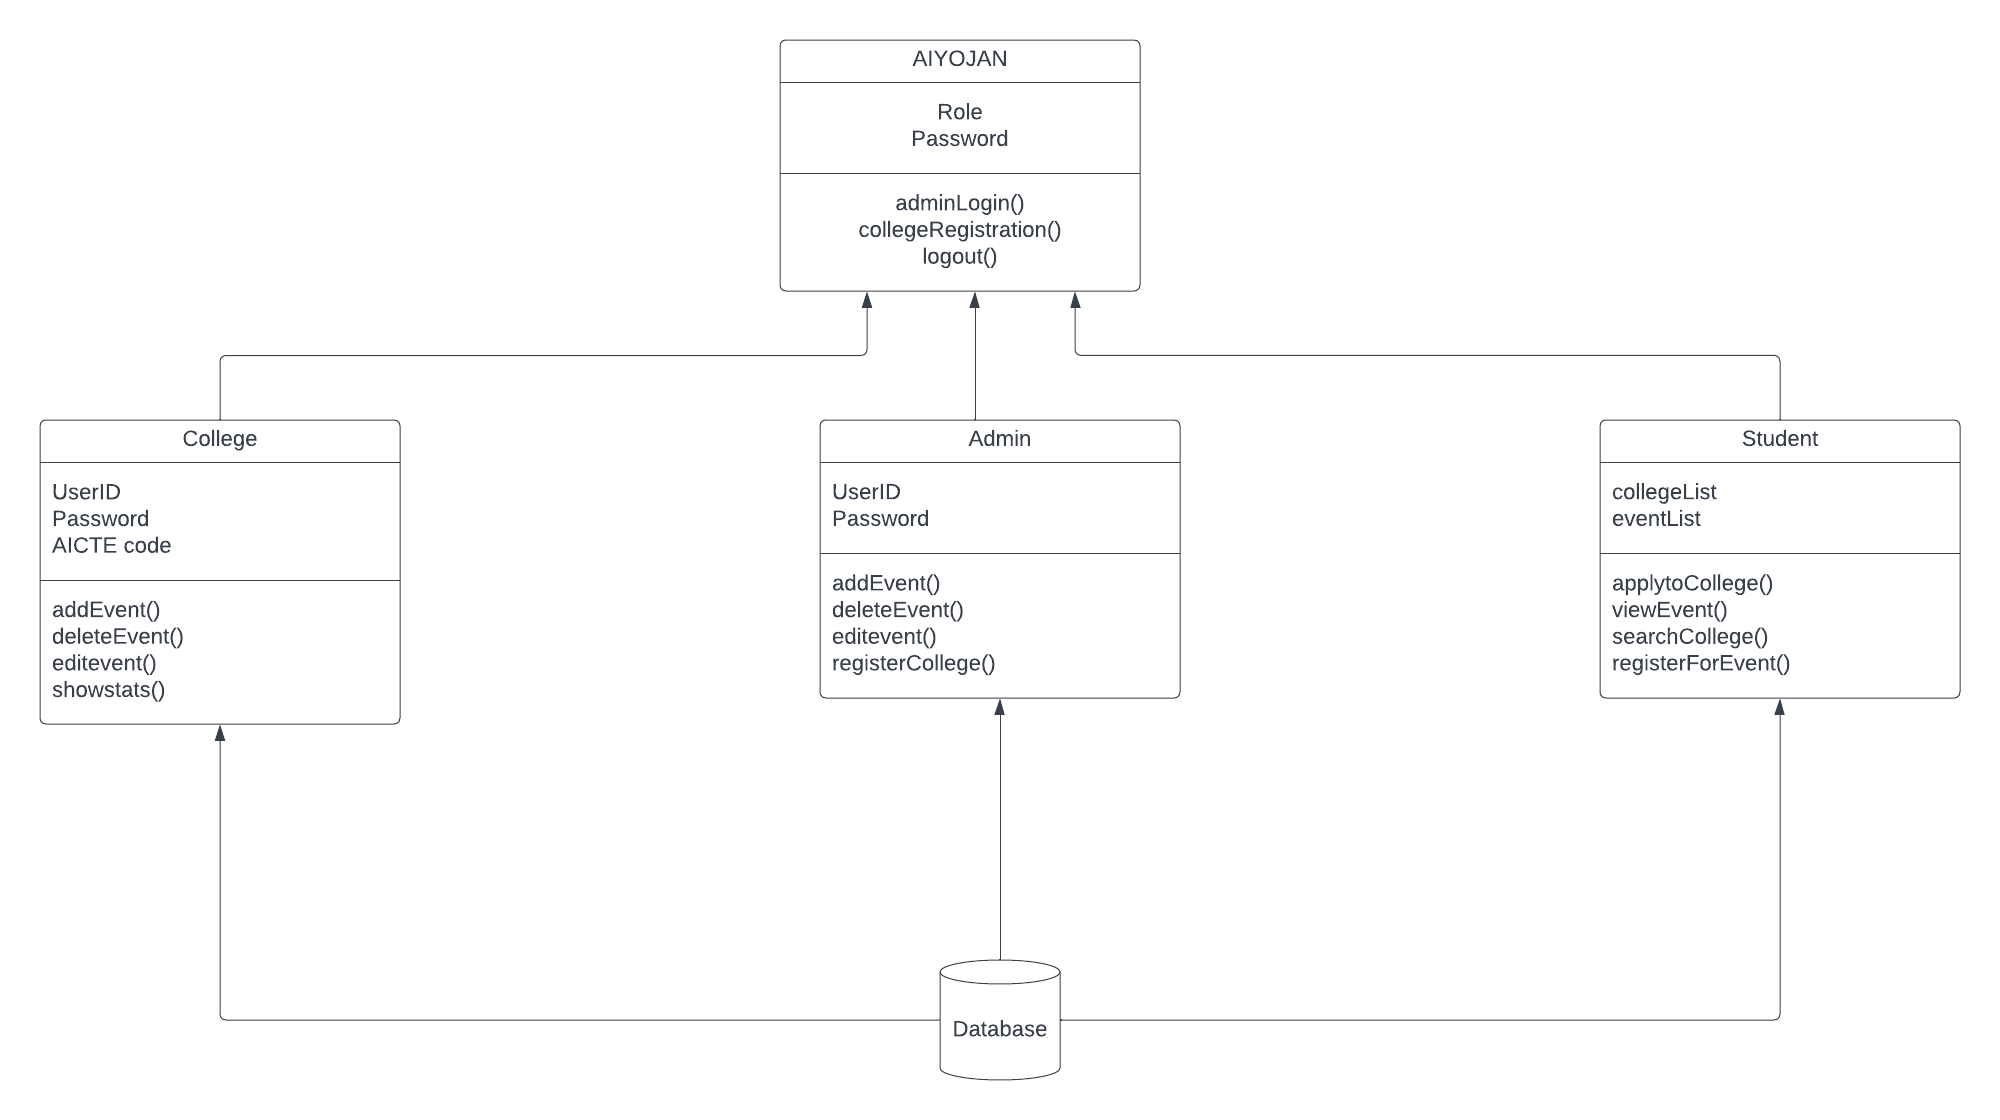 AIYOJAN
Role
Password
adminLogin()
collegeRegistration()
logout()
College
UserID
Password
AICTE code
addEvent()
deleteEvent()
editevent()
showstats()
Admin
UserID
Password
addEvent()
deleteEvent()
editevent()
registerCollege()
Student
collegeList
eventList
applytoCollege()
viewEvent()
searchCollege()
registerForEvent()
Database